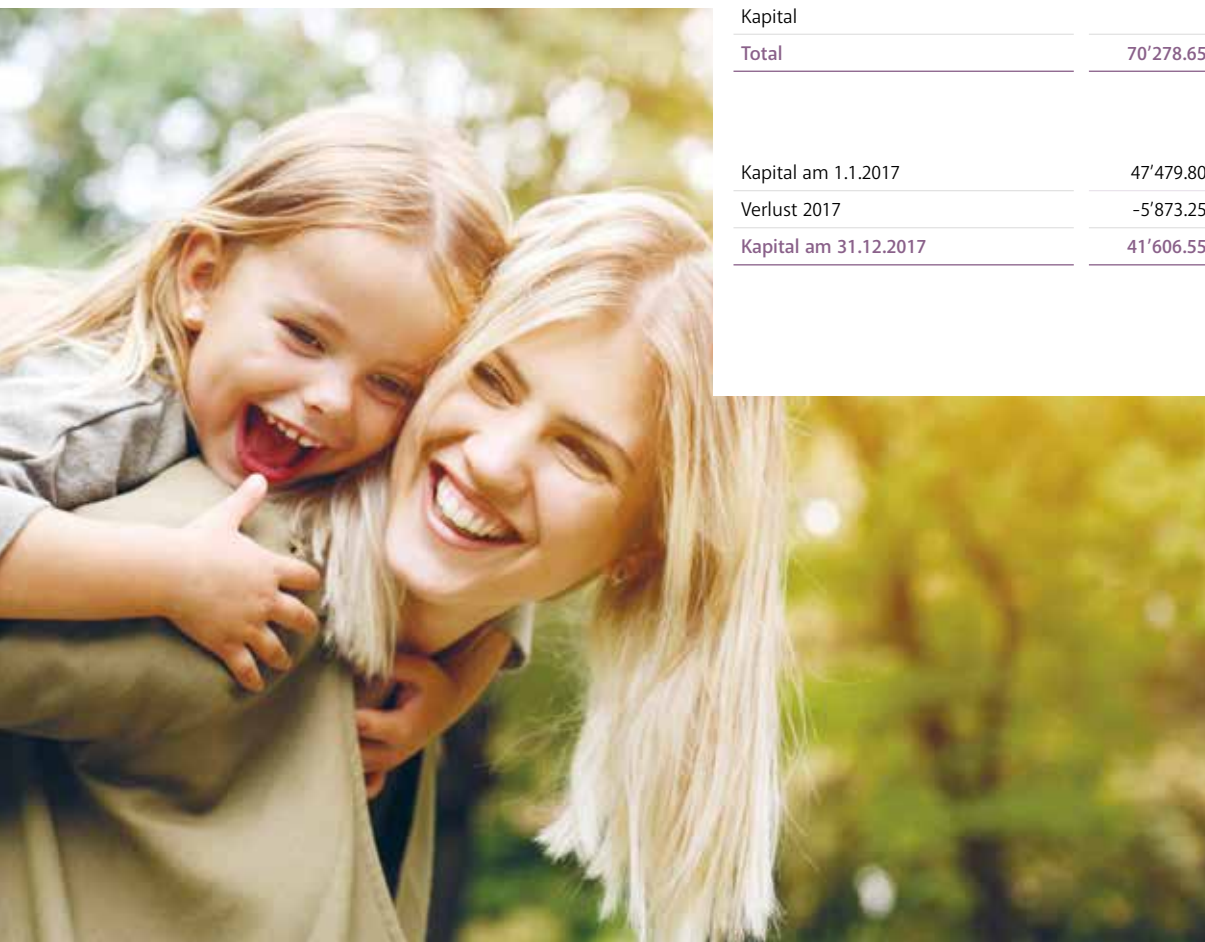 Kapital
Total 70’278.65
Kapital am 1.1.2017 47’479.80
Verlust 2017 -5’873.25
Kapital am 31.12.2017 41’606.55